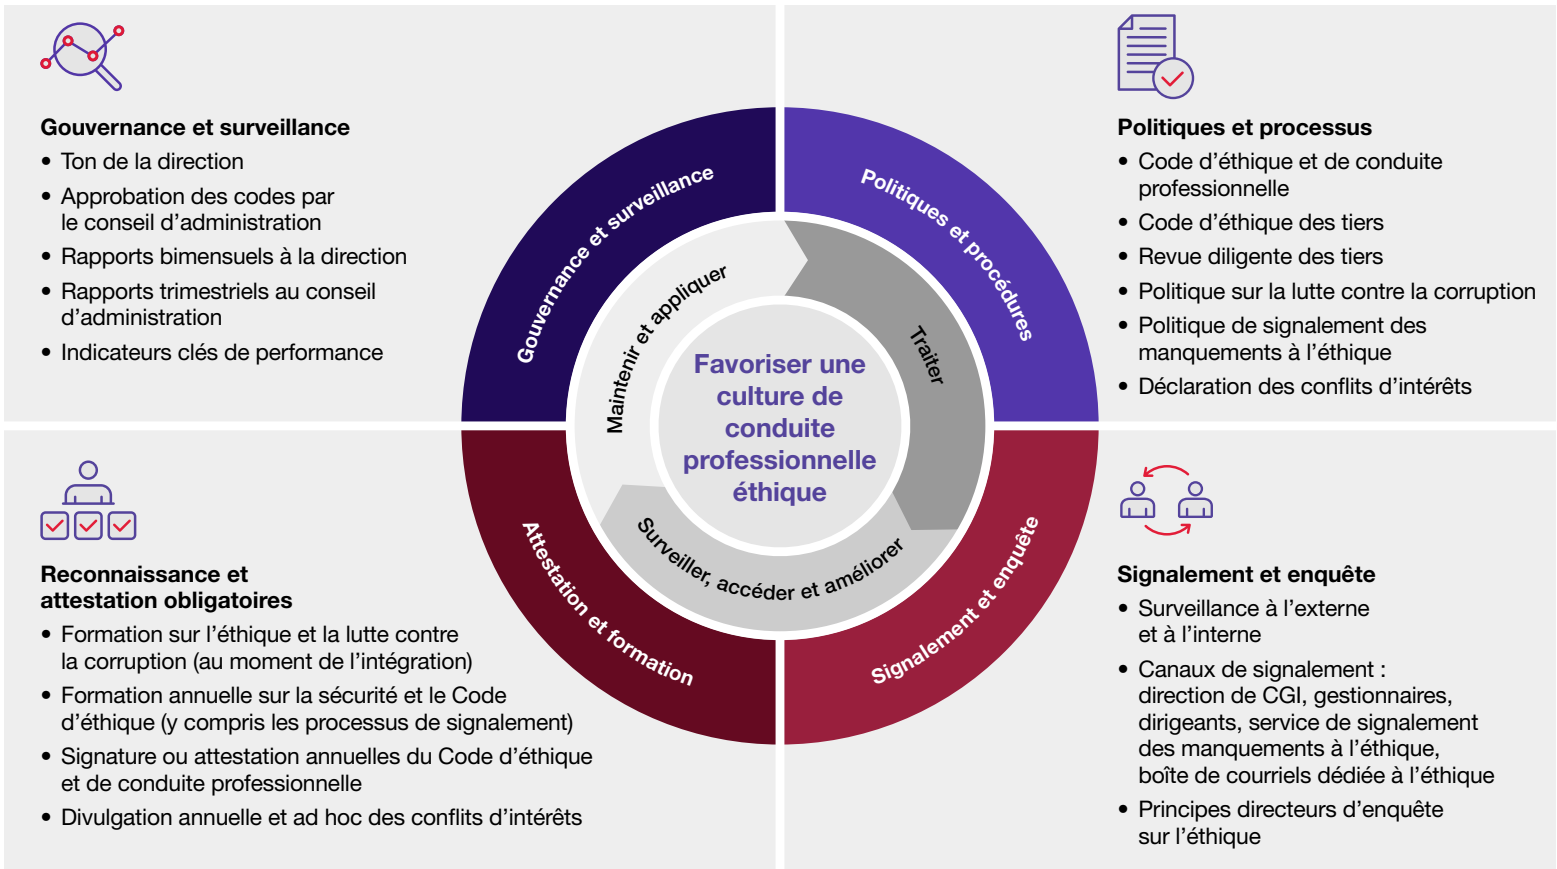 Gouvernance et surveillance
• Ton de la direction
• Approbation des codes par
le conseil d’administration
• Rapports bimensuels à la direction
• Rapports trimestriels au conseil
d’administration
• Indicateurs clés de performance
Politiques et processus
• Code d’éthique et de conduite
professionnelle
• Code d’éthique des tiers
• Revue diligente des tiers
• Politique sur la lutte contre la corruption
• Politique de signalement des
manquements à l’éthique
• Déclaration des conflits d’intérêts
Gouvernance et surveillance
Politiques et procédures
Maintenir et appliquer
Traiter
Favoriser une
culture de
conduite
professionnelle
éthique
Surveiller, accéder et améliorer
Attestation et formation
Signalement et enquête
Reconnaissance et
attestation obligatoires
• Formation sur l’éthique et la lutte contre
la corruption (au moment de l’intégration)
• Formation annuelle sur la sécurité et le Code
d’éthique (y compris les processus de signalement)
• Signature ou attestation annuelles du Code d’éthique
et de conduite professionnelle
• Divulgation annuelle et ad hoc des conflits d’intérêts
Signalement et enquête
• Surveillance à l’externe
et à l’interne
• Canaux de signalement :
direction de CGI, gestionnaires,
dirigeants, service de signalement
des manquements à l’éthique,
boîte de courriels dédiée à l’éthique
• Principes directeurs d’enquête
sur l’éthique